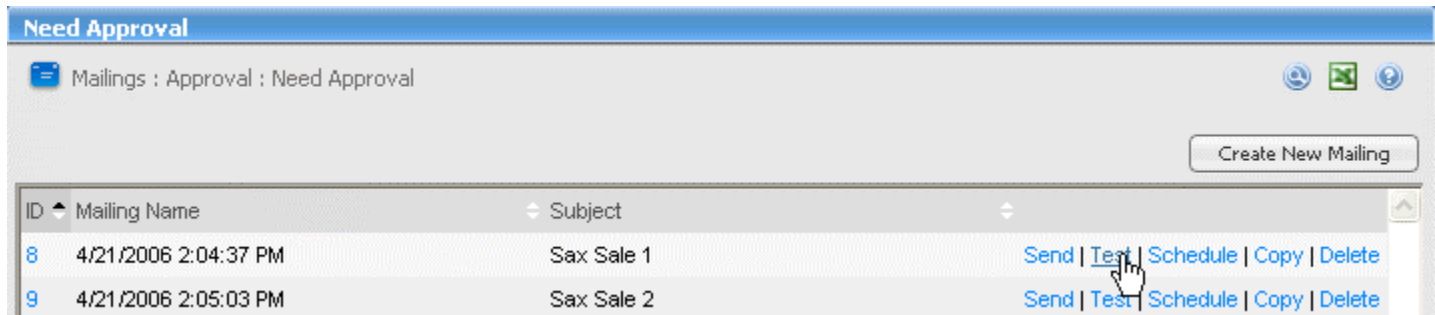 Need Approval
Mailings : Approval : Need Approval
Create New Mailing
ID Mailing Name Subject
8 4/21/2006 2:04:37 PM Sax Sale 1 Send | Test | Schedule | Copy | Delete
9 4/21/2006 2:05:03 PM Sax Sale 2 Send | Test | Schedule | Copy | Delete